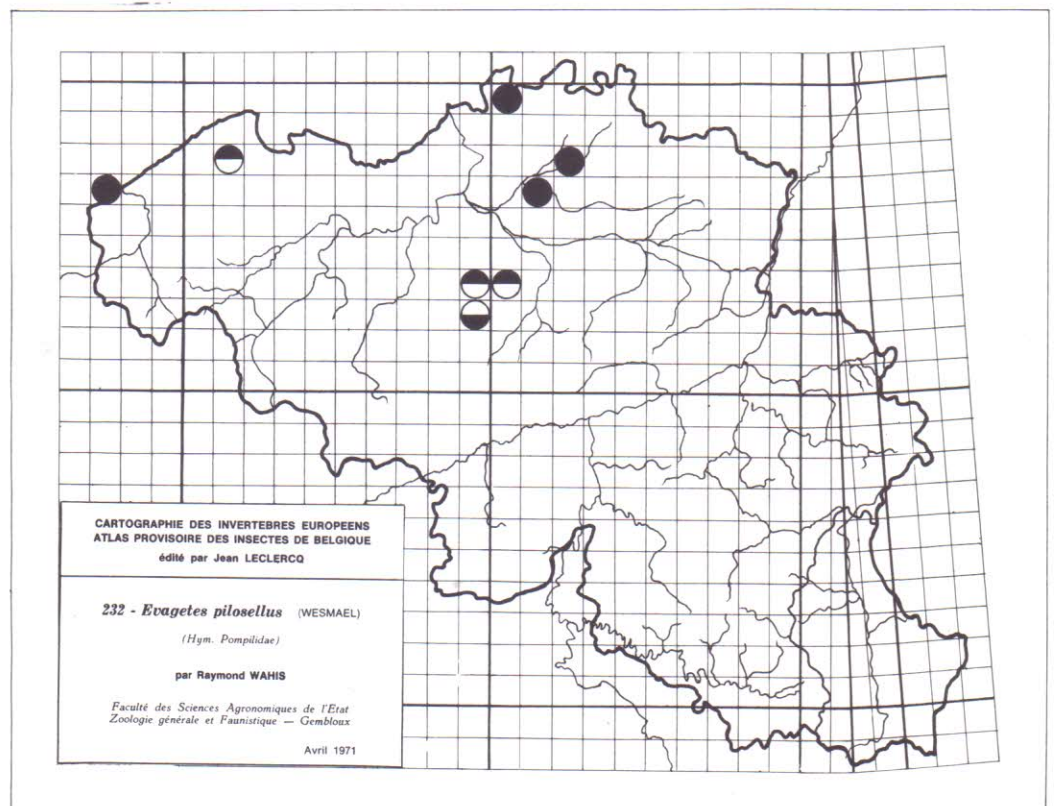 CARTOGRAPHIE DES INVERTEBRES EUROPEENS
ATLAS PROVISOIRE DES INSECTES DE BELGIQUE
édité par Jean LECLERCQ
232 - Evagetes pilosellus (WESMAEL)
(Hym. Pompilidae)
par Raymond WAHIS
Faculté des Sciences Agronomiques de l'Etat
Zoologie générale et Faunistique — Gembloux
Avril 1971